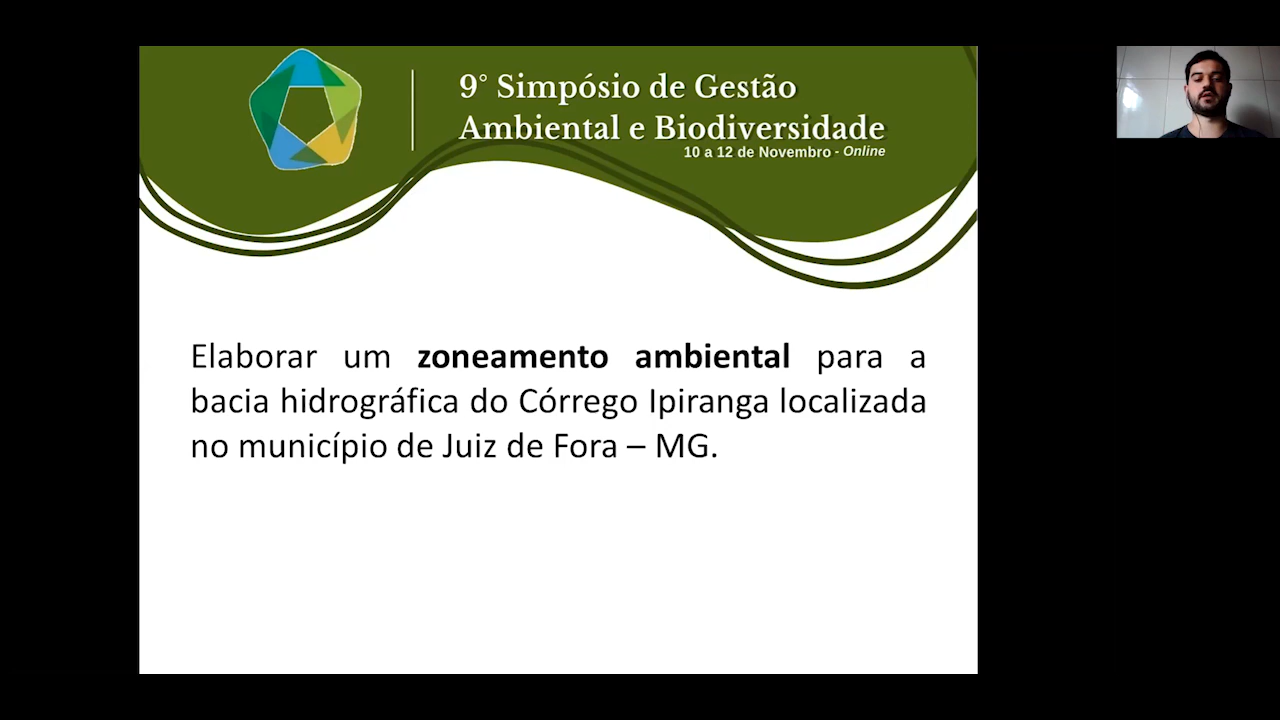 9° Simpósio de Gestão
Ambiental e Biodiversidade
10 a 12 de Novembro - Online
Elaborar um zoneamento ambiental para a
bacia hidrográfica do Córrego Ipiranga localizada
no município de Juiz de Fora – MG.